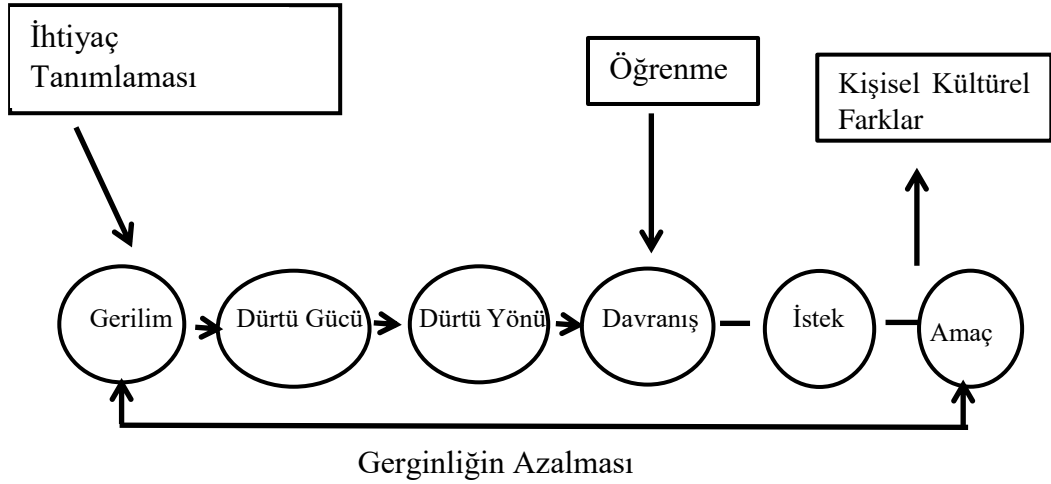 İhtiyaç
Tanımlaması
Öğrenme
Kişisel Kültürel
Farklar
Gerilim
Dürtü Gücü
Dürtü Yönü
Davranış
İstek
Amaç
Gerginliğin Azalması